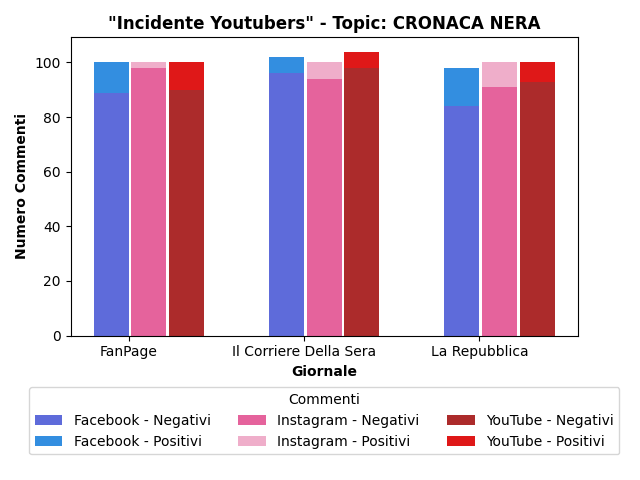 "Incidente Youtubers" - Topic: CRONACA NERA
Numero Commenti
100
80
60
40
20
0
FanPage Il Corriere Della Sera La Repubblica
Giornale
Commenti
Facebook - Negativi Instagram - Negativi YouTube - Negativi
Facebook - Positivi Instagram - Positivi YouTube - Positivi